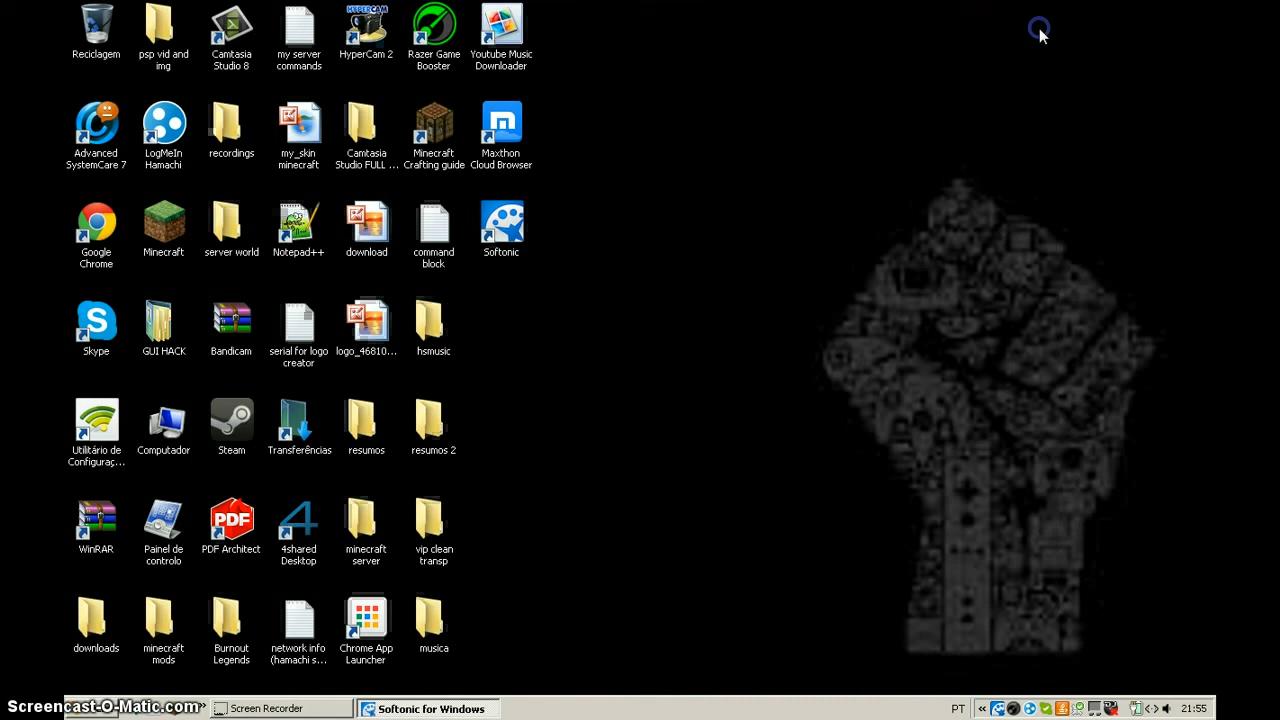 Reciclagem
psp vid and
img
Camtasia
Studio 8
my server
commands
HYPERCAM
HyperCam 2
Razer Game
Booster
Youtube Music
Downloader
Advanced
SystemCare 7
LogMeIn
Hamachi
recordings
my_skin
minecraft
Camtasia
Studio FULL ...
Minecraft
Crafting guide
Maxthon
Cloud Browser
Google
Chrome
Minecraft
server world
Notepad++
download
command
block
Softonic
Skype
GUI HACK
Bandicam
serial for logo
creator
logo_46810...
hsmusic
Utilitário de
Configuraç...
Computador
Steam
Transferências
resumos
resumos 2
WinRAR
Painel de
controlo
PDF
PDF Architect
4shared
Desktop
minecraft
server
vip clean
transp
downloads
minecraft
mods
Burnout
Legends
network info
(hamachi s...
Chrome App
Launcher
musica
Screencast-O-Matic.com
Screen Recorder
Softonic for Windows
PT
21:55